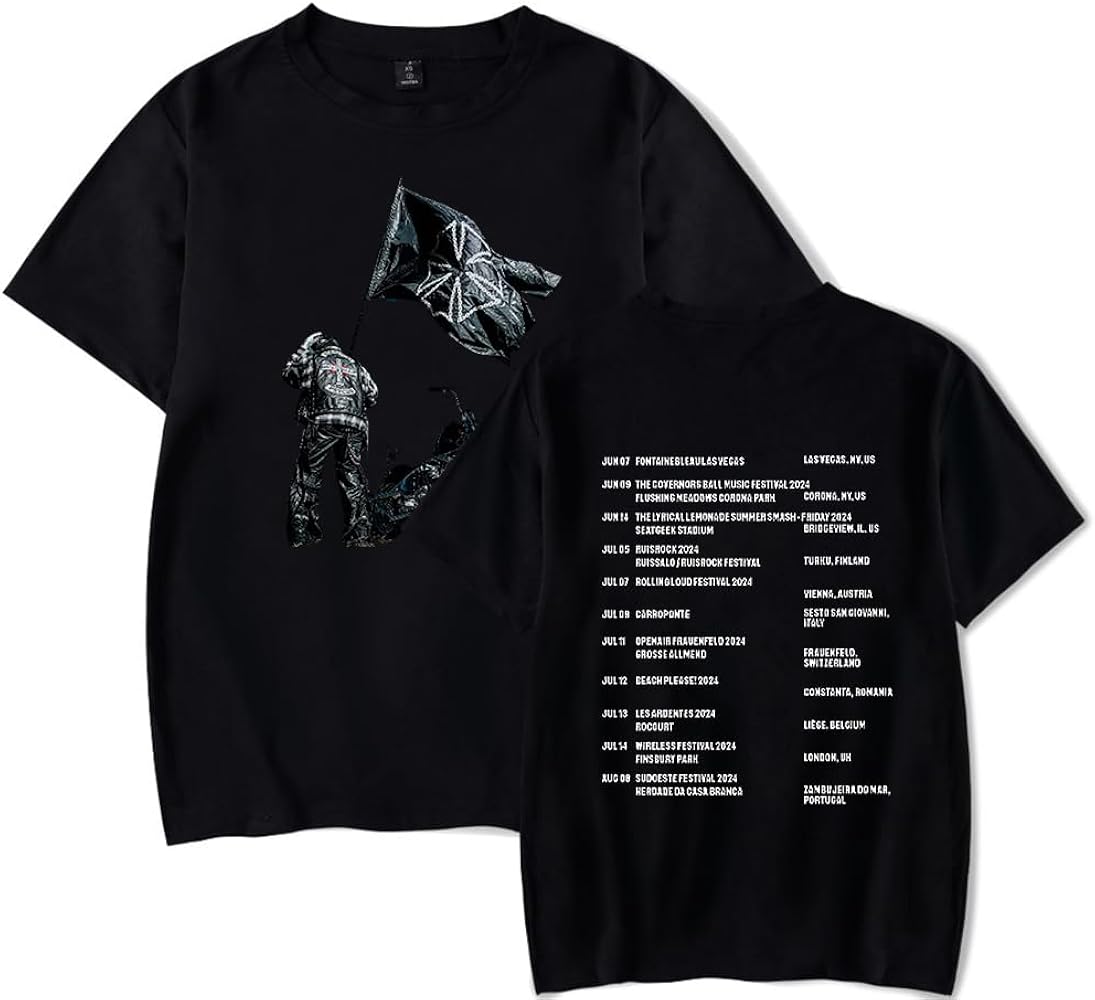 XS
JUN 07 FONTAINEBLEAU LAS VEGAS LAS VEGAS, NV, US
JUN 09 THE GOVERNORS BALL MUSIC FESTIVAL 2024
FLUSHING MEADOWS CORONA PARK CORONA, NY, US
JUN 14 THE LYRICAL LEMONADE SUMMER SMASH - FRIDAY 2024
SEATGEEK STADIUM BRIDGEVIEW, IL, US
JUL 05 RUISROCK 2024
RUISSALO / RUISROCK FESTIVAL TURKU, FINLAND
JUL 07 ROLLING LOUD FESTIVAL 2024
VIENNA, AUSTRIA
JUL 09 CARROPONTE SESTO SAN GIOVANNI,
ITALY
JUL 11 OPENAIR FRAUENFELD 2024
GROSSE ALLMEND FRAUENFELD,
SWITZERLAND
JUL 12 BEACH PLEASE! 2024
CONSTANTA, ROMANIA
JUL 13 LES ARDENTES 2024
ROCOURT LIÈGE, BELGIUM
JUL 14 WIRELESS FESTIVAL 2024
FINSBURY PARK LONDON, UK
AUG 08 SUDOESTE FESTIVAL 2024
HERDADE DA CASA BRANCA ZAMBUJEIRA DO MAR,
PORTUGAL